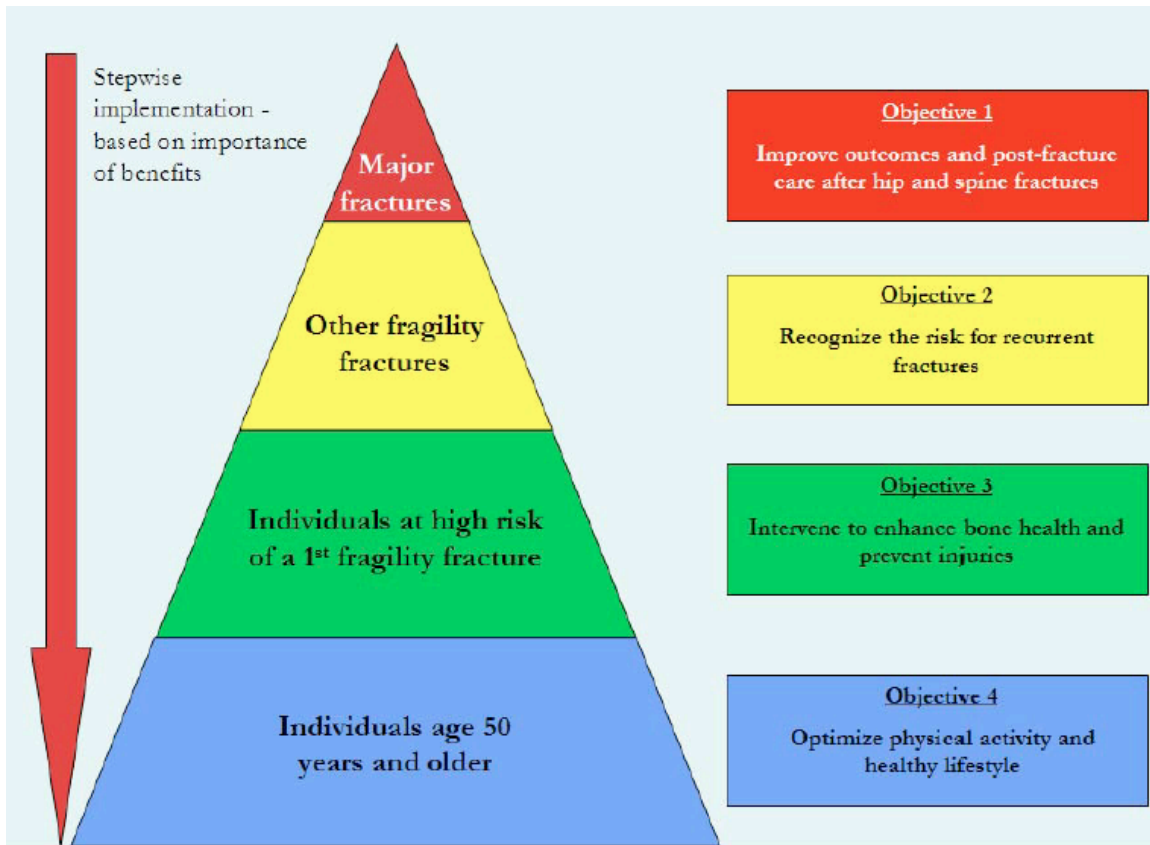 Stepwise
implementation -
based on importance
of benefits
Major
fractures
Other fragility
fractures
Individuals at high risk
of a 1st fragility fracture
Individuals age 50
years and older
Objective 1
Improve outcomes and post-fracture
care after hip and spine fractures
Objective 2
Recognize the risk for recurrent
fractures
Objective 3
Intervene to enhance bone health and
prevent injuries
Objective 4
Optimize physical activity and
healthy lifestyle